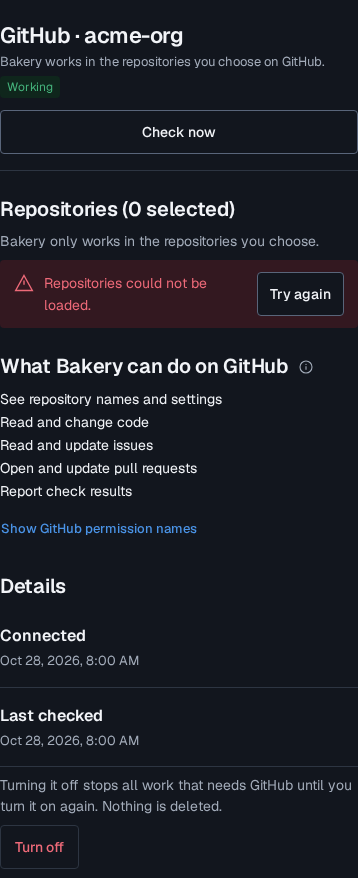 GitHub · acme-org
Bakery works in the repositories you choose on GitHub.
Working
Check now
Repositories (0 selected)
Bakery only works in the repositories you choose.
Repositories could not be
loaded.
Try again
What Bakery can do on GitHub
See repository names and settings
Read and change code
Read and update issues
Open and update pull requests
Report check results
Show GitHub permission names
Details
Connected
Oct 28, 2026, 8:00 AM
Last checked
Oct 28, 2026, 8:00 AM
Turning it off stops all work that needs GitHub until you
turn it on again. Nothing is deleted.
Turn off